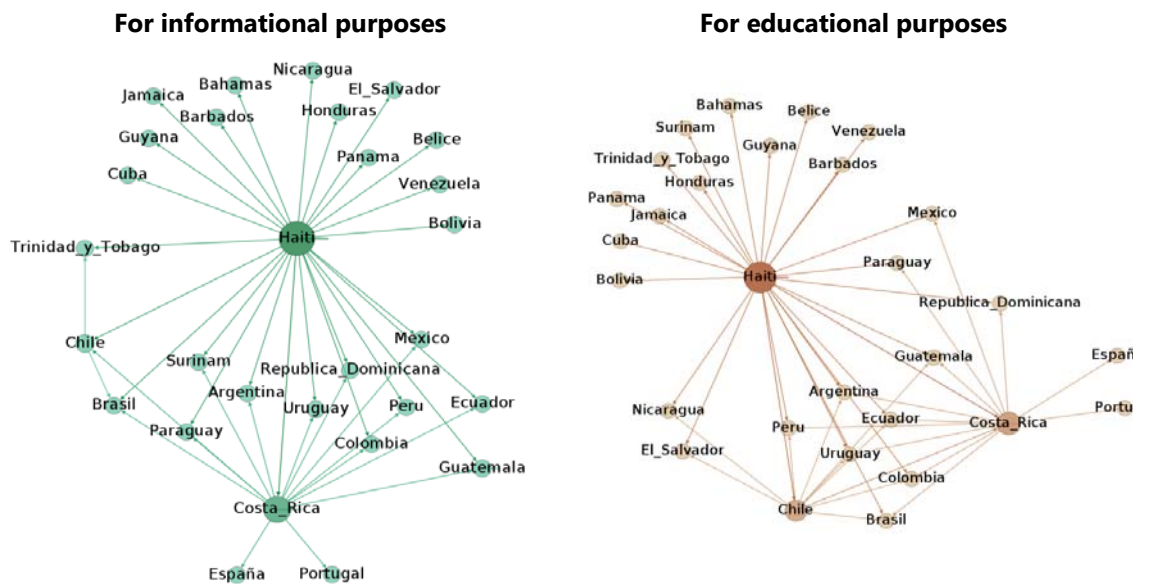 For informational purposes
Nicaragua
Bahamas
El_Salvador
Jamaica
Barbados
Honduras
Guyana
Belice
Panama
Cuba
Venezuela
Bolivia
Haiti
Trinidad_y_Tobago
Chile
Mexico
Surinam
Republica_Dominicana
Argentina
Brasil
Uruguay
Peru
Ecuador
Paraguay
Colombia
Guatemala
Costa_Rica
España
Portugal
For educational purposes
Bahamas
Belice
Surinam
Venezuela
Guyana
Trinidad_y_Tobago
Barbados
Honduras
Panama
Jamaica
Mexico
Cuba
Paraguay
Bolivia
Haiti
Republica_Dominicana
Guatemala
Españ
Argentina
Nicaragua
Ecuador
Portu
Peru
Costa_Rica
El_Salvador
Uruguay
Colombia
Chile
Brasil